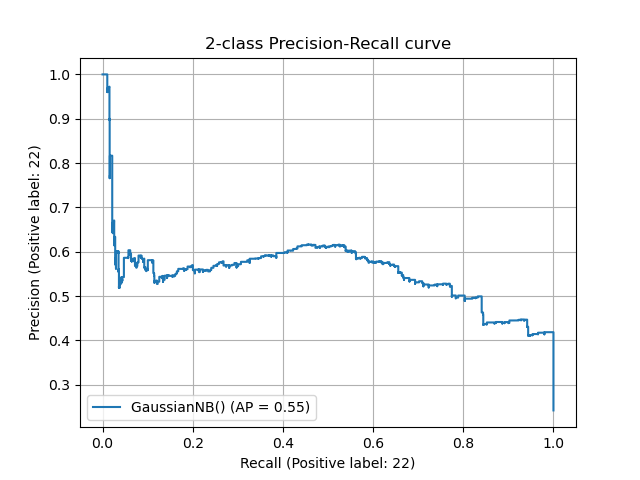 2-class Precision-Recall curve
1.0
0.9
0.8
0.7
0.6
0.5
0.4
0.3
Precision (Positive label: 22)
GaussianNB() (AP = 0.55)
0.0 0.2 0.4 0.6 0.8 1.0
Recall (Positive label: 22)